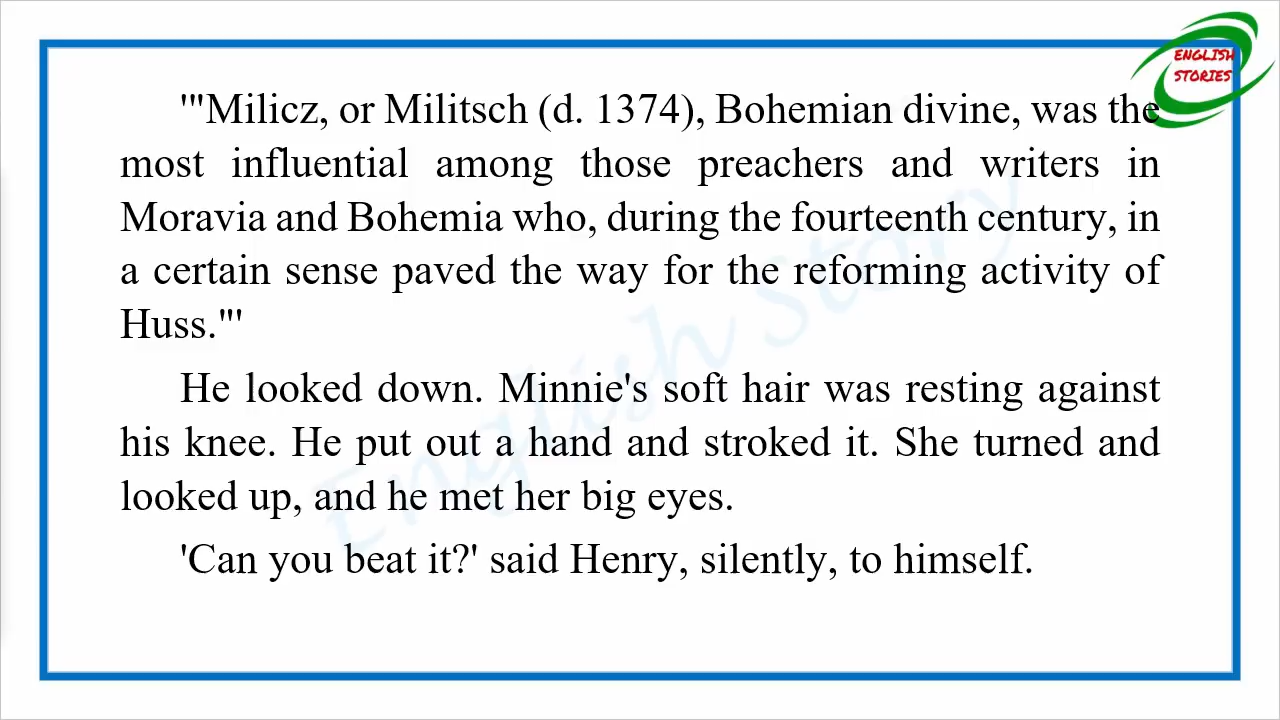 ENGLISH
STORIES
'"Milicz, or Militsch (d. 1374), Bohemian divine, was the
most influential among those preachers and writers in
Moravia and Bohemia who, during the fourteenth century, in
a certain sense paved the way for the reforming activity of
Huss."'
He looked down. Minnie's soft hair was resting against
his knee. He put out a hand and stroked it. She turned and
looked up, and he met her big eyes.
'Can you beat it?' said Henry, silently, to himself.
English Story